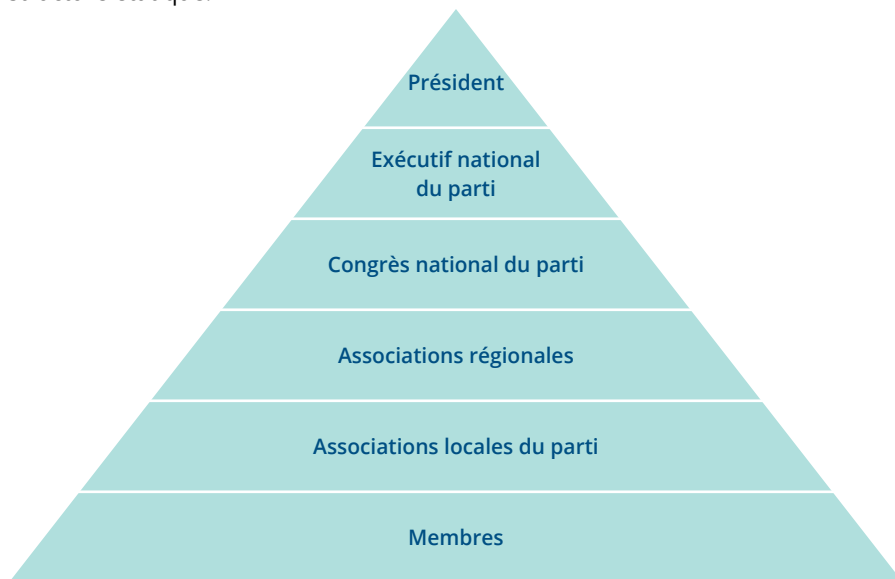 Président
Exécutif national
du parti
Congrès national du parti
Associations régionales
Associations locales du parti
Membres